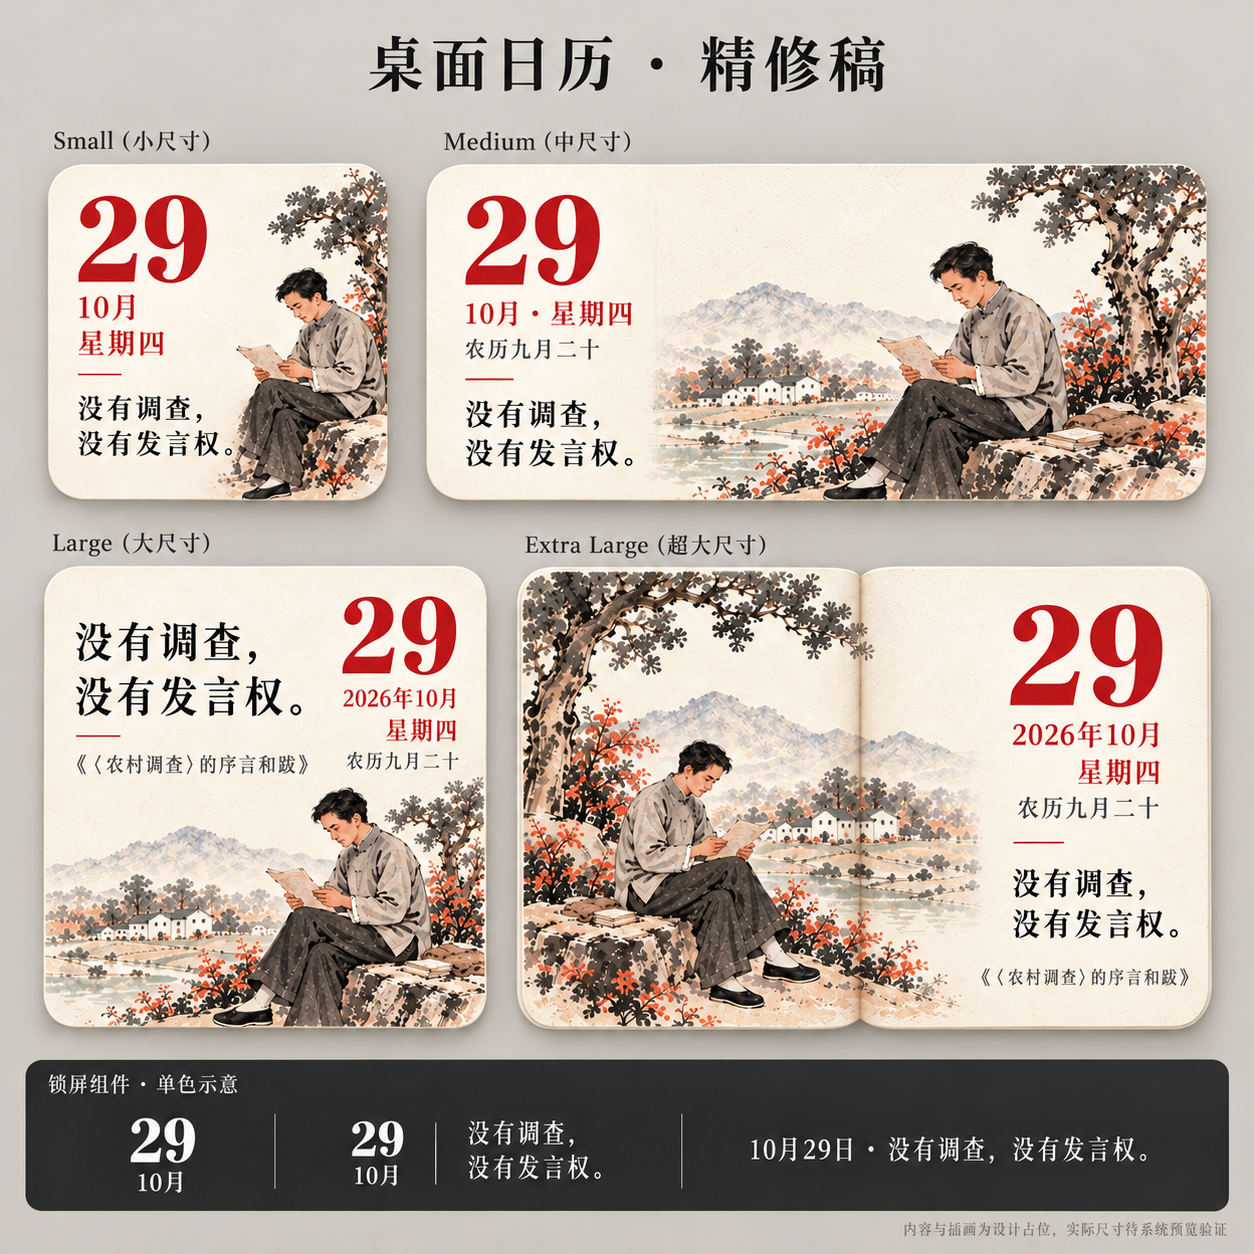 桌面日历 · 精修稿
Small (小尺寸)
29
10月
星期四
没有调查，
没有发言权。
Medium (中尺寸)
29
10月 · 星期四
农历九月二十
没有调查，
没有发言权。
Large (大尺寸)
没有调查，
没有发言权。
《〈农村调查〉的序言和跋》
29
2026年10月
星期四
农历九月二十
Extra Large (超大尺寸)
29
2026年10月
星期四
农历九月二十
没有调查，
没有发言权。
《〈农村调查〉的序言和跋》
锁屏组件 · 单色示意
29
10月
29
10月
没有调查，
没有发言权。
10月29日 · 没有调查，没有发言权。
内容与插画为设计占位，实际尺寸待系统预览验证